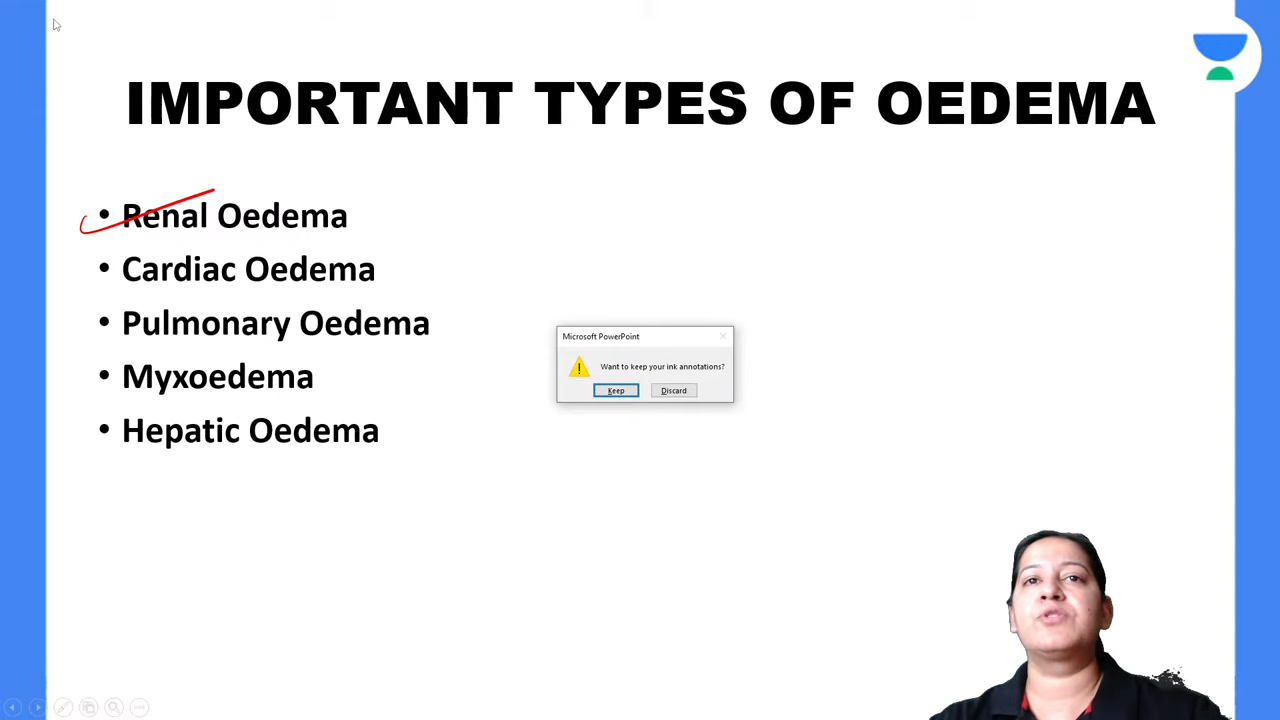 IMPORTANT TYPES OF OEDEMA
• Renal Oedema
• Cardiac Oedema
• Pulmonary Oedema
• Myxoedema
• Hepatic Oedema
Microsoft PowerPoint
Want to keep your ink annotations?
Keep Discard